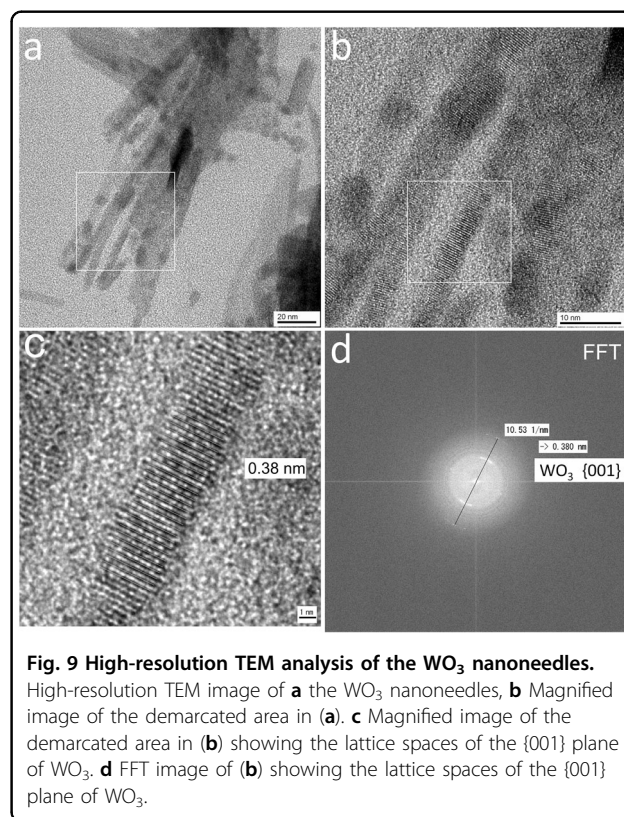 a
b
20 nm
10 nm
c
d
FFT
10.53 1/nm
-> 0.380 nm
WO₃ {001}
0.38 nm
1 nm
Fig. 9 High-resolution TEM analysis of the WO₃ nanoneedles.
High-resolution TEM image of a the WO₃ nanoneedles, b Magnified
image of the demarcated area in (a). c Magnified image of the
demarcated area in (b) showing the lattice spaces of the {001} plane
of WO₃. d FFT image of (b) showing the lattice spaces of the {001}
plane of WO₃.